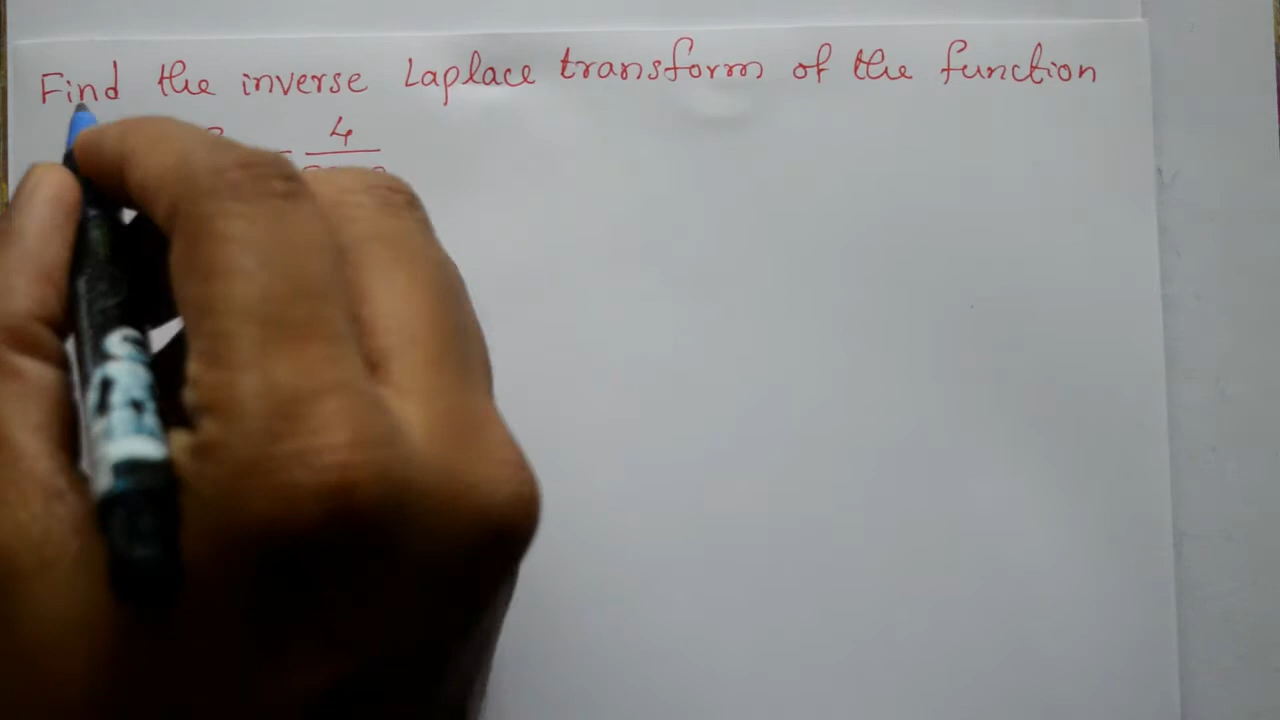 Find the inverse Laplace transform of the function
4